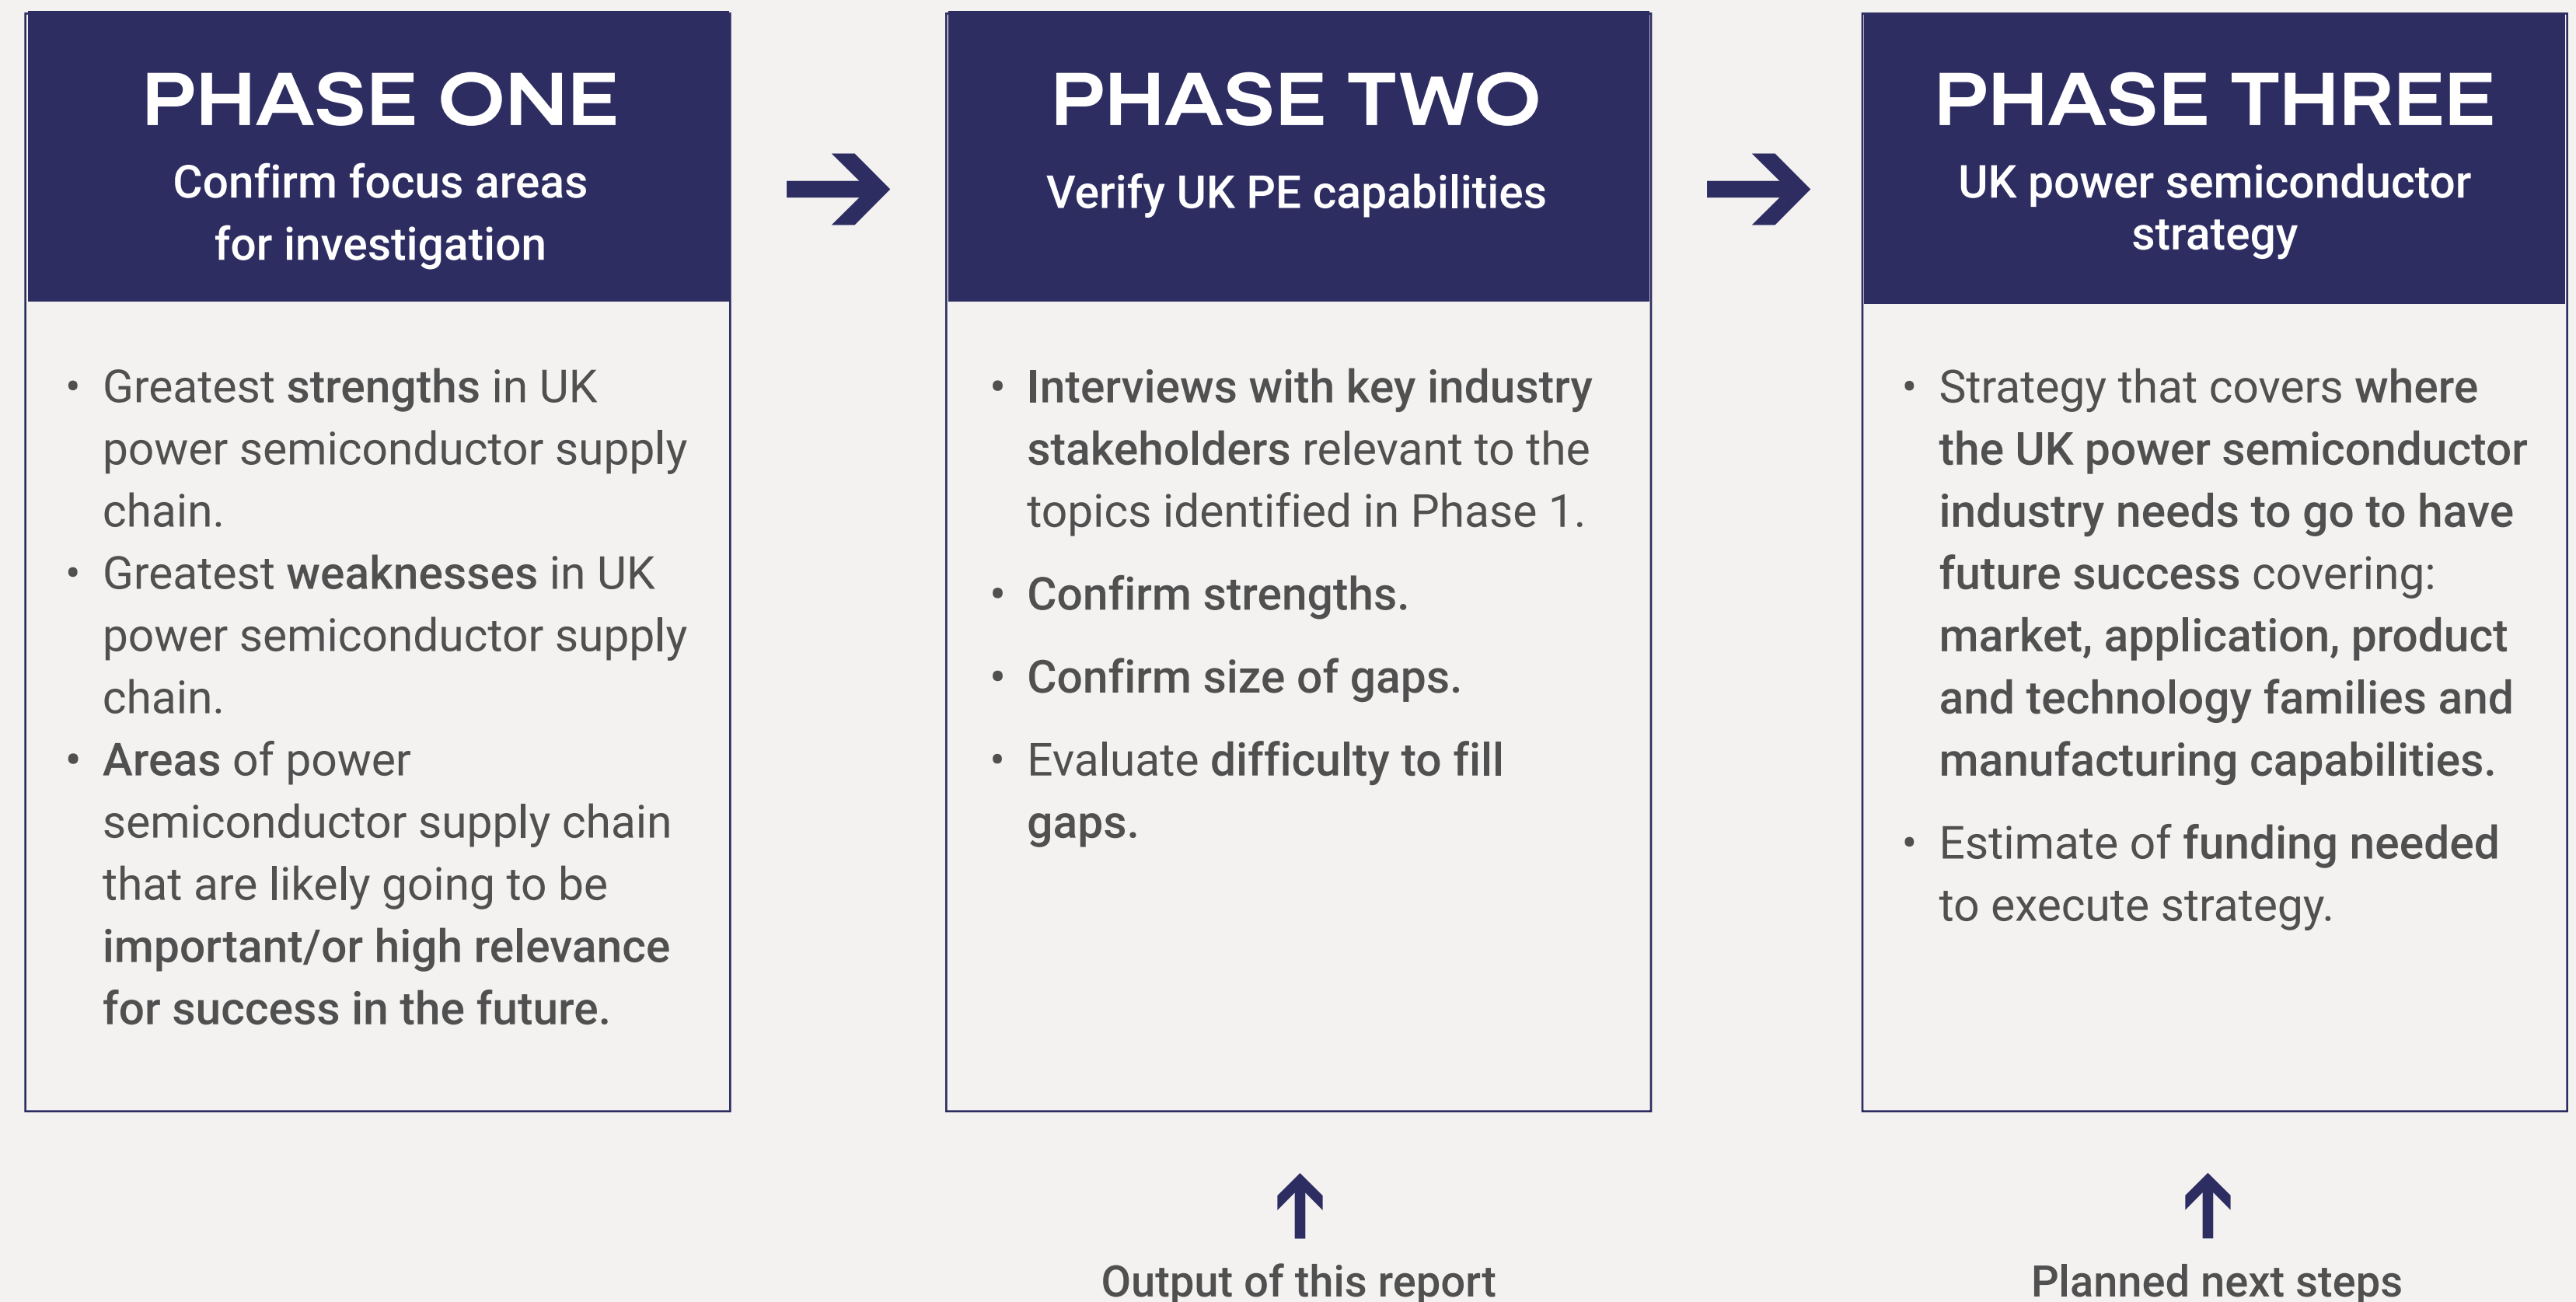 PHASE ONE
Confirm focus areas
for investigation
• Greatest strengths in UK
power semiconductor supply
chain.
• Greatest weaknesses in UK
power semiconductor supply
chain.
• Areas of power
semiconductor supply chain
that are likely going to be
important/or high relevance
for success in the future.
PHASE TWO
Verify UK PE capabilities
• Interviews with key industry
stakeholders relevant to the
topics identified in Phase 1.
• Confirm strengths.
• Confirm size of gaps.
• Evaluate difficulty to fill
gaps.
Output of this report
PHASE THREE
UK power semiconductor
strategy
• Strategy that covers where
the UK power semiconductor
industry needs to go to have
future success covering:
market, application, product
and technology families and
manufacturing capabilities.
• Estimate of funding needed
to execute strategy.
Planned next steps